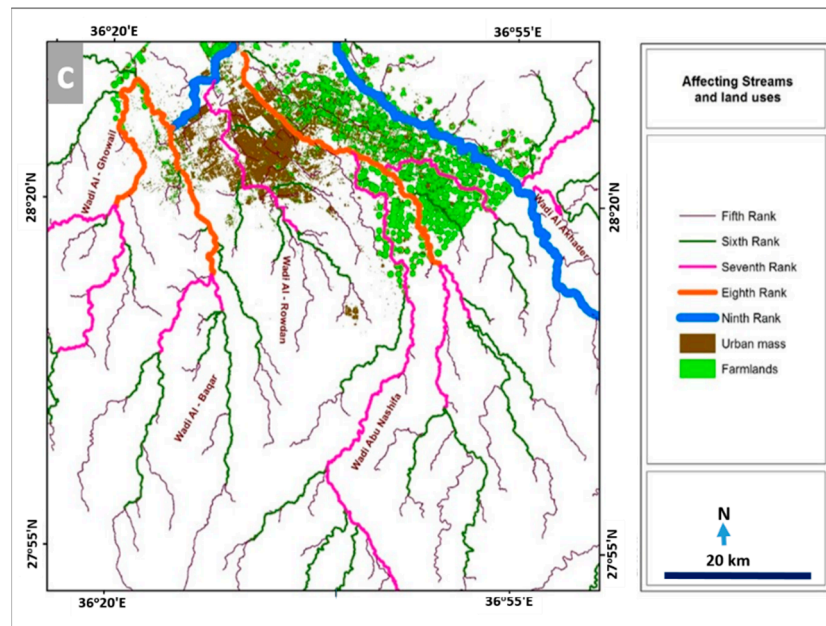 36°20'E
36°55'E
C
28°20'N
28°20'N
27°55'N
27°55'N
Wadi Al - Ghowail
Wadi Al Akhader
Wadi Al - Rowdan
Wadi Al - Baqar
Wadi Abu Nashifa
36°20'E
36°55'E
Affecting Streams
and land uses
Fifth Rank
Sixth Rank
Seventh Rank
Eighth Rank
Ninth Rank
Urban mass
Farmlands
N
20 km